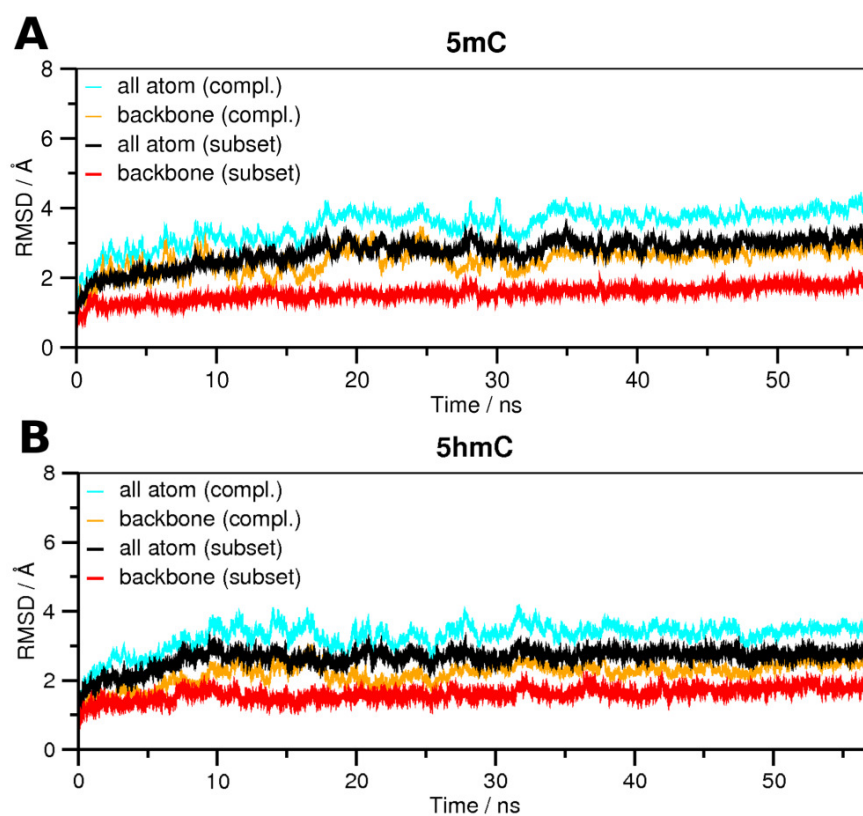 A
5mC
all atom (compl.)
backbone (compl.)
all atom (subset)
backbone (subset)
RMSD / Å
8
6
4
2
0
0 10 20 30 40 50
Time / ns
B
5hmC
all atom (compl.)
backbone (compl.)
all atom (subset)
backbone (subset)
RMSD / Å
8
6
4
2
0
0 10 20 30 40 50
Time / ns